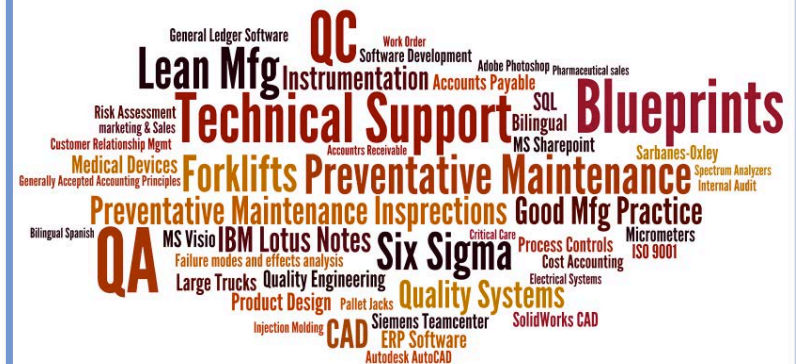 General Ledger Software
QC
Work Order
Software Development
Lean Mfg
Instrumentation
Adobe Photoshop
Pharmaceutical sales
Accounts Payable
Risk Assessment
marketing & Sales
Technical Support
SQL
Bilingual
Blueprints
Customer Relationship Mgmt
Accountrs Receivable
MS Sharepoint
Sarbanes-Oxley
Medical Devices
Forklifts
Preventative Maintenance
Spectrum Analyzers
Generally Accepted Accounting Principles
Internal Audit
Preventative Maintenance Insprections
Good Mfg Practice
Bilingual Spanish
QA
MS Visio
IBM Lotus Notes
Six Sigma
Critical Care
Process Controls
Micrometers
ISO 9001
Failure modes and effects analysis
Cost Accounting
Large Trucks
Quality Engineering
Electrical Systems
Product Design
Pallet Jacks
Quality Systems
Injection Molding
CAD
Siemens Teamcenter
SolidWorks CAD
ERP Software
Autodesk AutoCAD